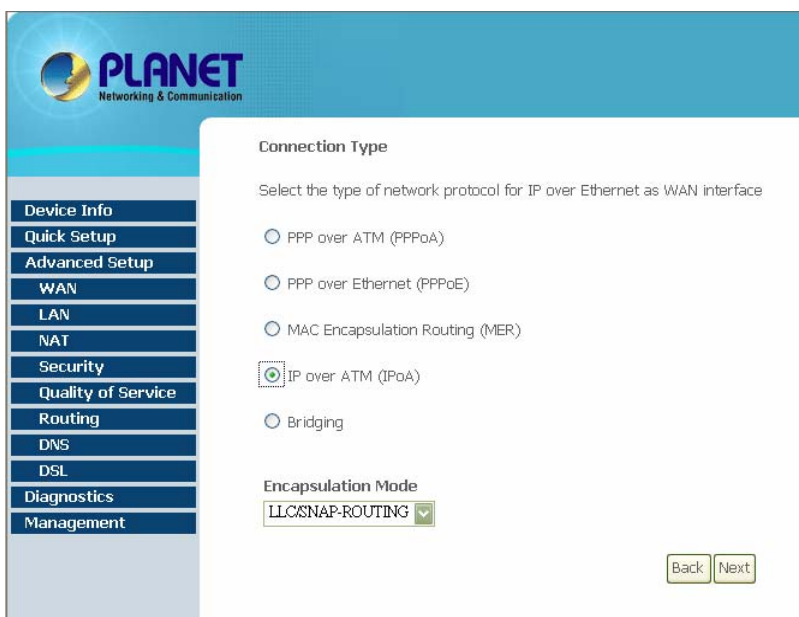 PLANET
Networking & Communication
Device Info
Quick Setup
Advanced Setup
WAN
LAN
NAT
Security
Quality of Service
Routing
DNS
DSL
Diagnostics
Management
Connection Type
Select the type of network protocol for IP over Ethernet as WAN interface
PPP over ATM (PPPoA)
PPP over Ethernet (PPPoE)
MAC Encapsulation Routing (MER)
IP over ATM (IPoA)
Bridging
Encapsulation Mode
LLC/SNAP-ROUTING
Back Next